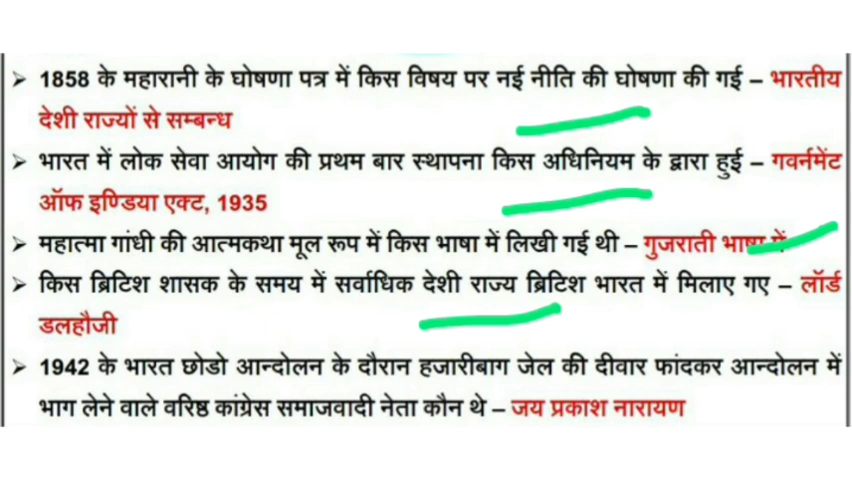 ➢ 1858 के महारानी के घोषणा पत्र में किस विषय पर नई नीति की घोषणा की गई – भारतीय
देशी राज्यों से सम्बन्ध
➢ भारत में लोक सेवा आयोग की प्रथम बार स्थापना किस अधिनियम के द्वारा हुई – गवर्नमेंट
ऑफ इण्डिया एक्ट, 1935
➢ महात्मा गांधी की आत्मकथा मूल रूप में किस भाषा में लिखी गई थी – गुजराती भाषा में
➢ किस ब्रिटिश शासक के समय में सर्वाधिक देशी राज्य ब्रिटिश भारत में मिलाए गए – लॉर्ड
डलहौजी
➢ 1942 के भारत छोडो आन्दोलन के दौरान हजारीबाग जेल की दीवार फांदकर आन्दोलन में
भाग लेने वाले वरिष्ठ कांग्रेस समाजवादी नेता कौन थे – जय प्रकाश नारायण